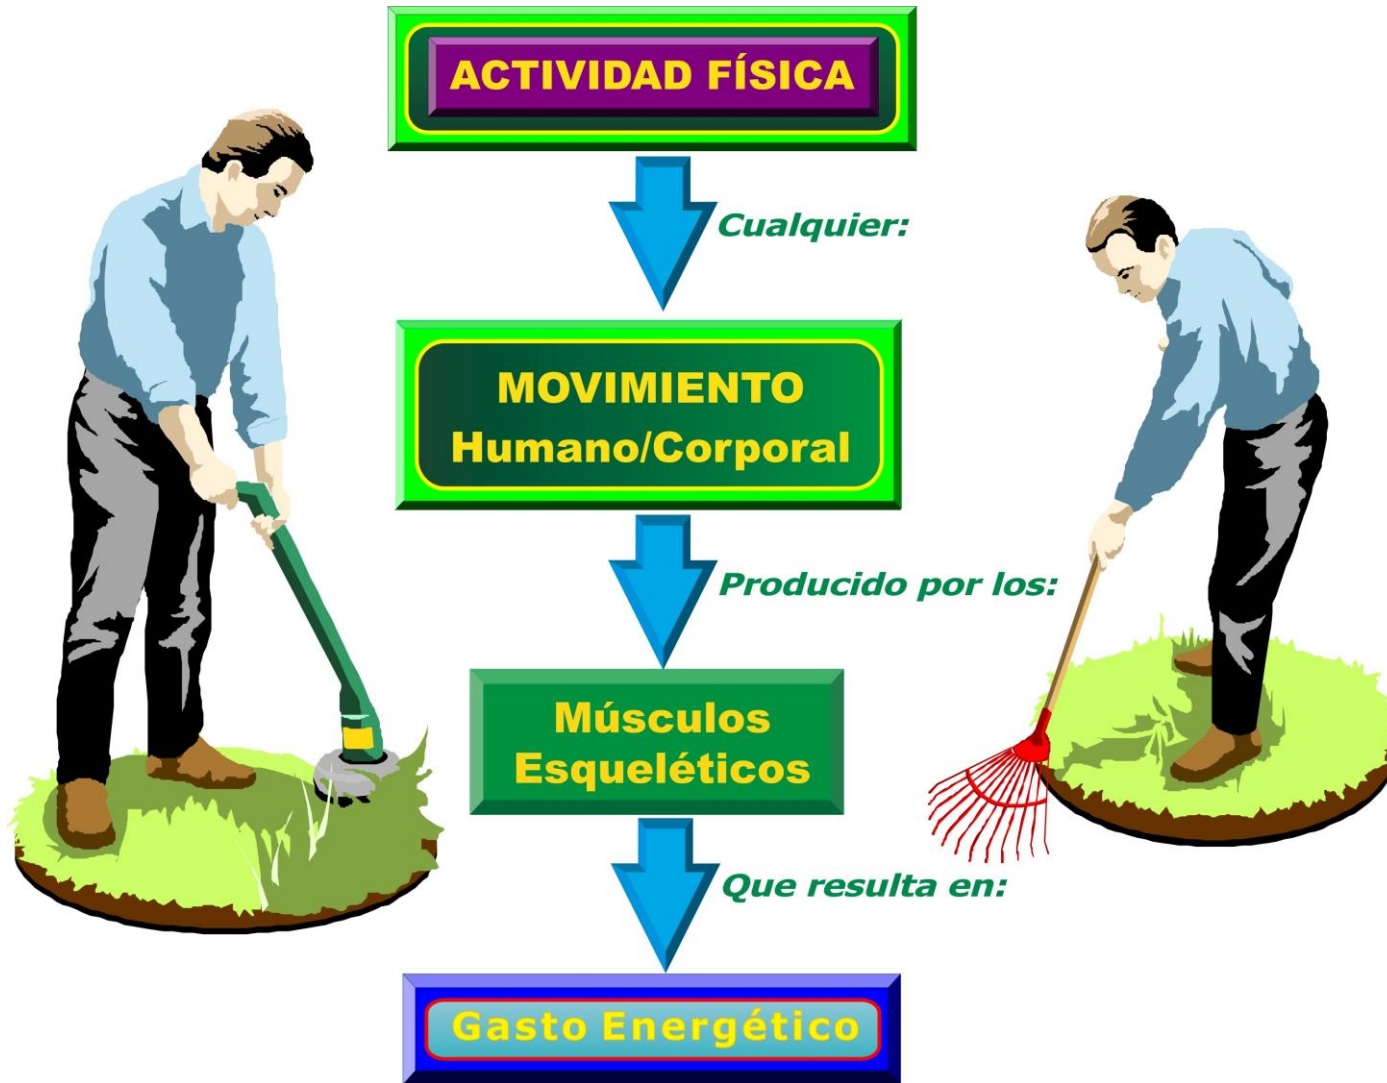 ACTIVIDAD FÍSICA
Cualquier:
MOVIMIENTO
Humano/Corporal
Producido por los:
Músculos
Esqueléticos
Que resulta en:
Gasto Energético